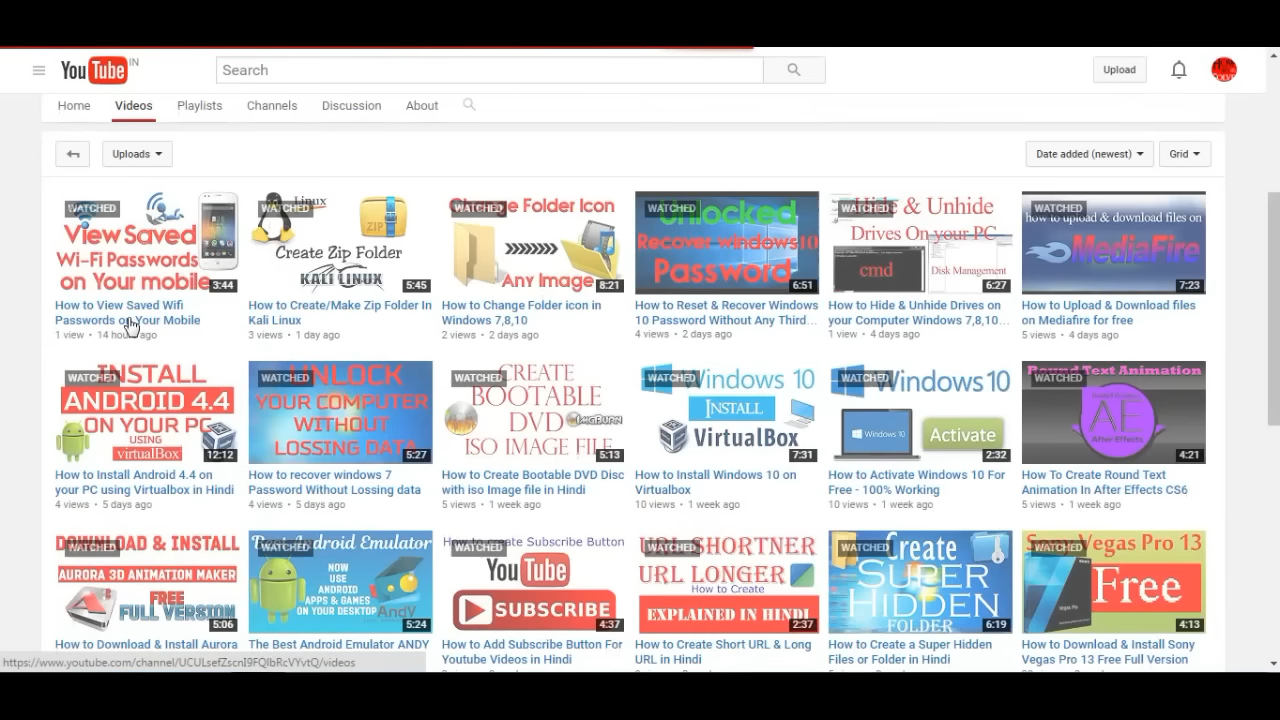 YouTube IN
Search
Upload
Home Videos Playlists Channels Discussion About
Uploads
Date added (newest)
Grid
WATCHED
View Saved
Wi-Fi Passwords
on Your mobile
3:44
How to View Saved Wifi
Passwords on Your Mobile
1 view • 14 hours ago
WATCHED
Linux
ZIP
Create Zip Folder
KALI LINUX
5:45
How to Create/Make Zip Folder In
Kali Linux
3 views • 1 day ago
WATCHED
Change Folder Icon
Any Image
8:21
How to Change Folder icon in
Windows 7,8,10
2 views • 2 days ago
WATCHED
Unlocked
Recover windows10
Password
6:51
How to Reset & Recover Windows
10 Password Without Any Third...
4 views • 2 days ago
WATCHED
Hide & Unhide
Drives On your PC
cmd
Disk Management
6:27
How to Hide & Unhide Drives on
your Computer Windows 7,8,10...
2 views • 4 days ago
WATCHED
how to upload & download files on
MediaFire
7:23
How to Upload & Download files
on Mediafire for free
5 views • 4 days ago
WATCHED
INSTALL
ANDROID 4.4
ON YOUR PC
USING
virtualBox
12:12
How to Install Android 4.4 on
your PC using Virtualbox in Hindi
4 views • 5 days ago
WATCHED
UNLOCK
YOUR COMPUTER
WITHOUT
LOSSING DATA
5:27
How to recover windows 7
Password Without Lossing data
4 views • 5 days ago
WATCHED
CREATE
BOOTABLE
DVD
IMGBURN
ISO IMAGE FILE
5:13
How to Create Bootable DVD Disc
with iso Image file in Hindi
5 views • 1 week ago
WATCHED
Windows 10
INSTALL
VirtualBox
7:31
How to Install Windows 10 on
Virtualbox
10 views • 1 week ago
WATCHED
Windows 10
Windows 10
Activate
2:32
How to Activate Windows 10 For
Free - 100% Working
10 views • 1 week ago
WATCHED
Round Text Animation
AE
After Effects
4:21
How To Create Round Text
Animation In After Effects CS6
5 views • 1 week ago
WATCHED
DOWNLOAD & INSTALL
AURORA 3D ANIMATION MAKER
FREE
FULL VERSION
5:06
How to Download & Install Aurora
WATCHED
Best Android Emulator
NOW
USE
ANDROID
APPS & GAMES
ON YOUR DESKTOP
AndY
5:24
The Best Android Emulator ANDY
WATCHED
How to create Subscribe Button
YouTube
SUBSCRIBE
4:37
How to Add Subscribe Button For
Youtube Videos in Hindi
WATCHED
URL SHORTNER
URL LONGER
How to Create
EXPLAINED IN HINDI
2:37
How to Create Short URL & Long
URL in Hindi
WATCHED
Create
SUPER
HIDDEN
FOLDER
6:19
How to Create a Super Hidden
Files or Folder in Hindi
WATCHED
Sony Vegas Pro 13
Free
4:13
How to Download & Install Sony
Vegas Pro 13 Free Full Version
https://www.youtube.com/channel/UCULsefZscnI9FQlbRcVYvtQ/videos